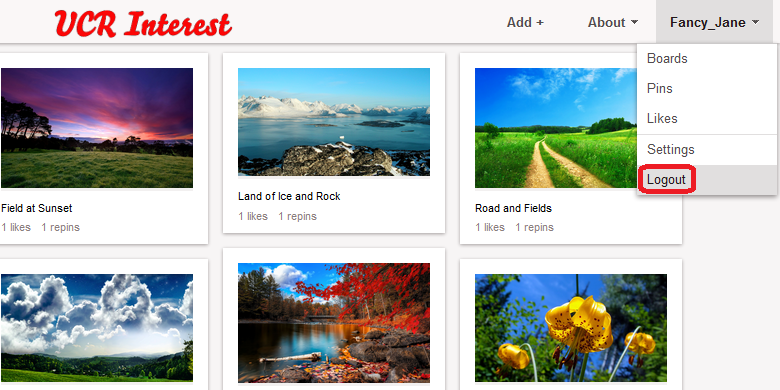 UCR Interest
Add +
About
Fancy_Jane
Boards
Pins
Likes
Settings
Logout
Field at Sunset
1 likes 1 repins
Land of Ice and Rock
1 likes 1 repins
Road and Fields
1 likes 1 repins